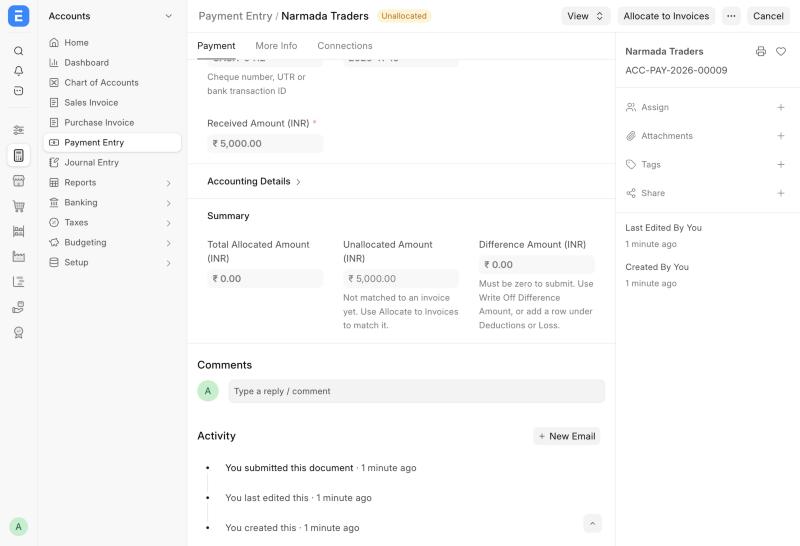 Accounts
Home
Dashboard
Chart of Accounts
Sales Invoice
Purchase Invoice
Payment Entry
Journal Entry
Reports
Banking
Taxes
Budgeting
Setup
A
Payment Entry / Narmada Traders Unallocated
View Allocate to Invoices ··· Cancel
Payment More Info Connections
Cheque number, UTR or
bank transaction ID
Received Amount (INR) *
₹ 5,000.00
Accounting Details
Summary
Total Allocated Amount
(INR)
₹ 0.00
Unallocated Amount
(INR)
₹ 5,000.00
Not matched to an invoice
yet. Use Allocate to Invoices
to match it.
Difference Amount (INR)
₹ 0.00
Must be zero to submit. Use
Write Off Difference
Amount, or add a row under
Deductions or Loss.
Comments
A
Type a reply / comment
Activity
+ New Email
You submitted this document · 1 minute ago
You last edited this · 1 minute ago
You created this · 1 minute ago
Narmada Traders
ACC-PAY-2026-00009
Assign
Attachments
Tags
Share
Last Edited By You
1 minute ago
Created By You
1 minute ago